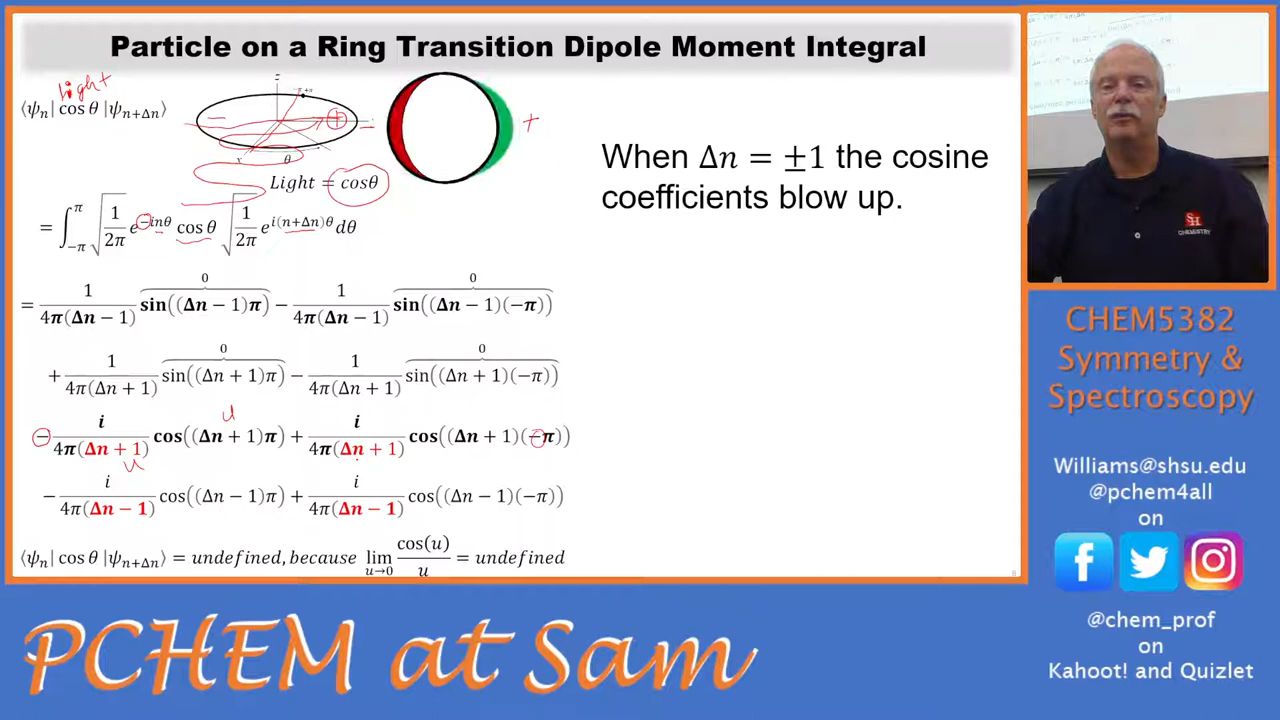 Particle on a Ring Transition Dipole Moment Integral
light
⟨ψₙ| cos θ |ψₙ₊Δₙ⟩
z
−π +π
x
θ
+
+
Light = cosθ
= ∫_{−π}^{π} √(1/2π) e^{−inθ} cos θ √(1/2π) e^{i(n+Δn)θ} dθ
= 1/(4π(Δn − 1)) sin((Δn − 1)π) [0] − 1/(4π(Δn − 1)) sin((Δn − 1)(−π)) [0]
+ 1/(4π(Δn + 1)) sin((Δn + 1)π) [0] − 1/(4π(Δn + 1)) sin((Δn + 1)(−π)) [0]
u
− i/(4π(Δn + 1)) cos((Δn + 1)π) + i/(4π(Δn + 1)) cos((Δn + 1)(−π))
u
− i/(4π(Δn − 1)) cos((Δn − 1)π) + i/(4π(Δn − 1)) cos((Δn − 1)(−π))
⟨ψₙ| cos θ |ψₙ₊Δₙ⟩ = undefined, because lim_{u→0} cos(u)/u = undefined
When Δn = ±1 the cosine
coefficients blow up.
8
SH
CHEMISTRY
CHEM5382
Symmetry &
Spectroscopy
Williams@shsu.edu
@pchem4all
on
@chem_prof
on
Kahoot! and Quizlet
PCHEM at Sam